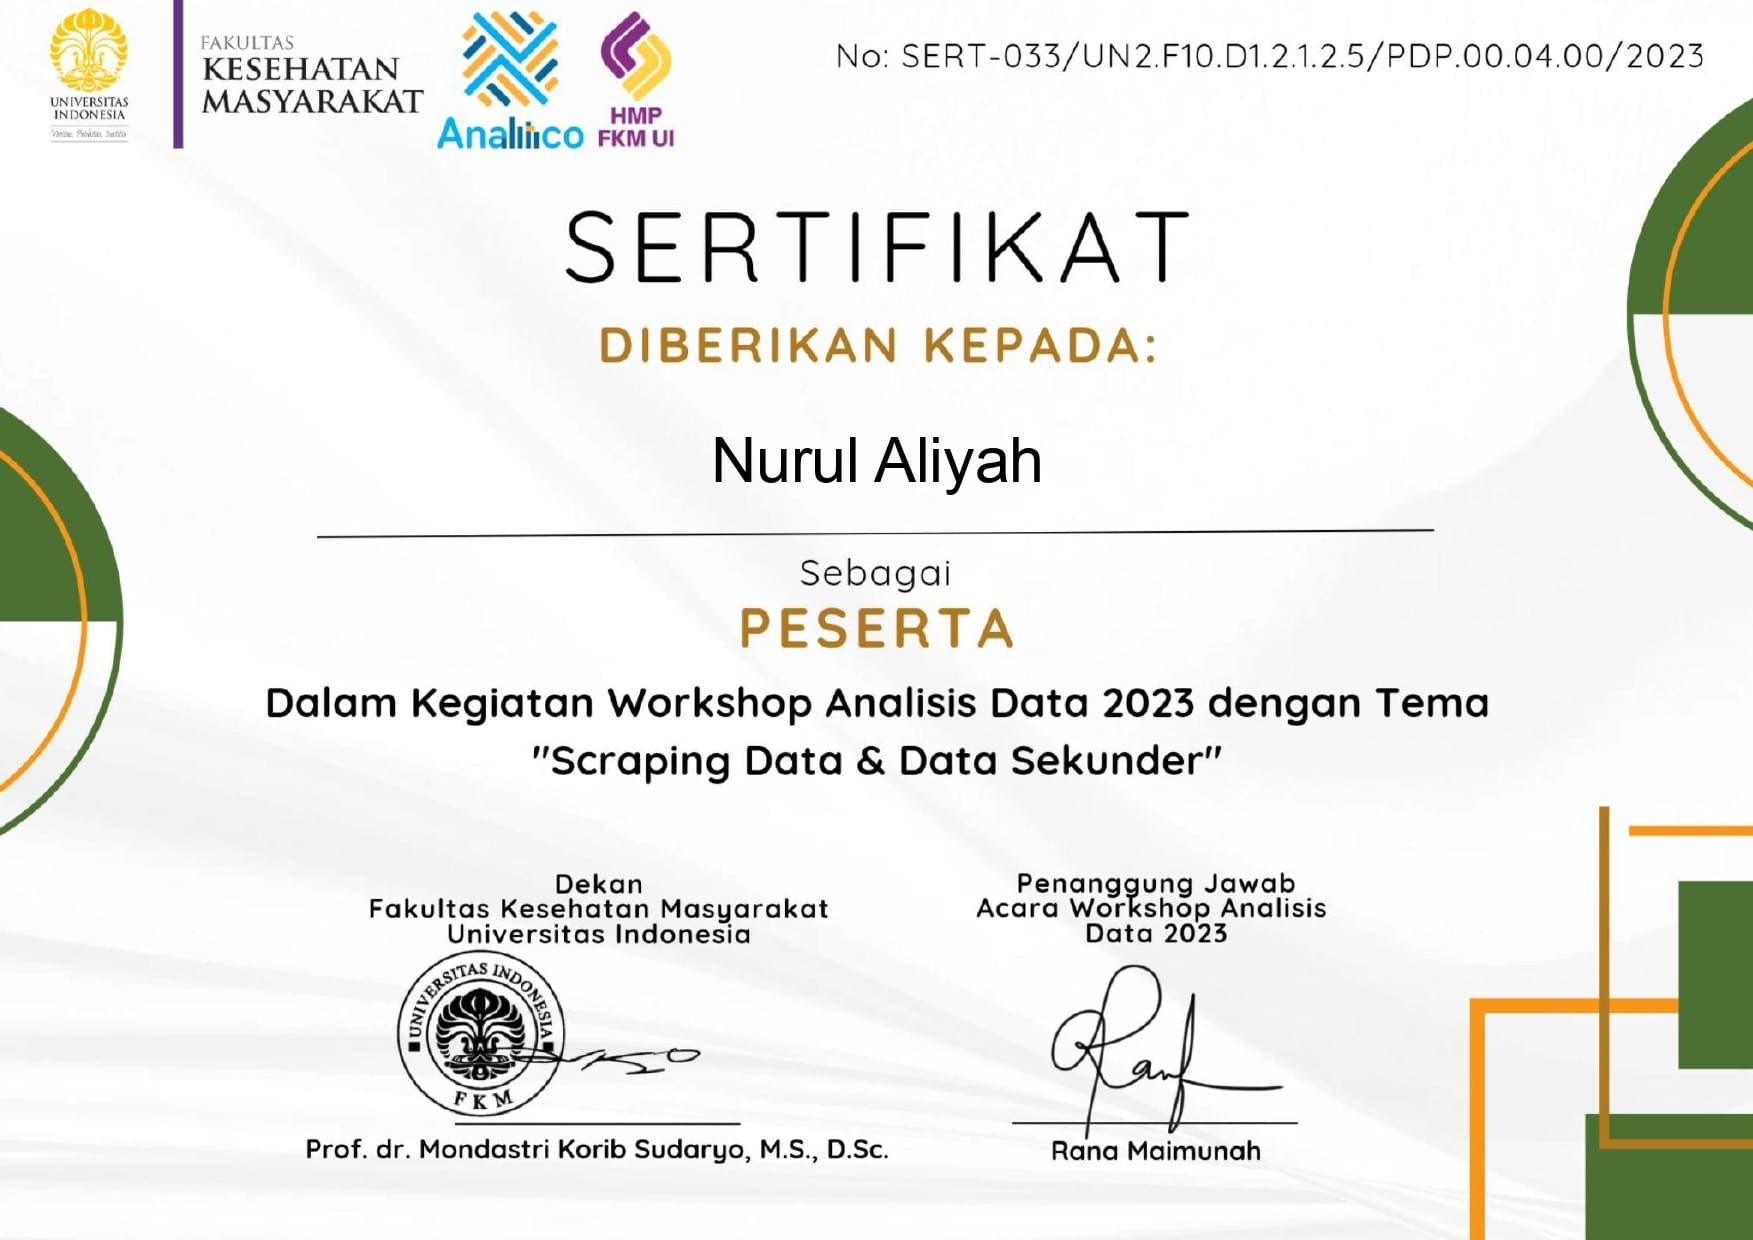 UNIVERSITAS
INDONESIA
Veritas, Probitas, Iustitia
FAKULTAS
KESEHATAN
MASYARAKAT
Analiiico
HMP
FKM UI
No: SERT-033/UN2.F10.D1.2.1.2.5/PDP.00.04.00/2023
SERTIFIKAT
DIBERIKAN KEPADA:
Nurul Aliyah
Sebagai
PESERTA
Dalam Kegiatan Workshop Analisis Data 2023 dengan Tema
"Scraping Data & Data Sekunder"
Dekan
Fakultas Kesehatan Masyarakat
Universitas Indonesia
UNIVERSITAS INDONESIA
FKM
Prof. dr. Mondastri Korib Sudaryo, M.S., D.Sc.
Penanggung Jawab
Acara Workshop Analisis
Data 2023
Rana Maimunah